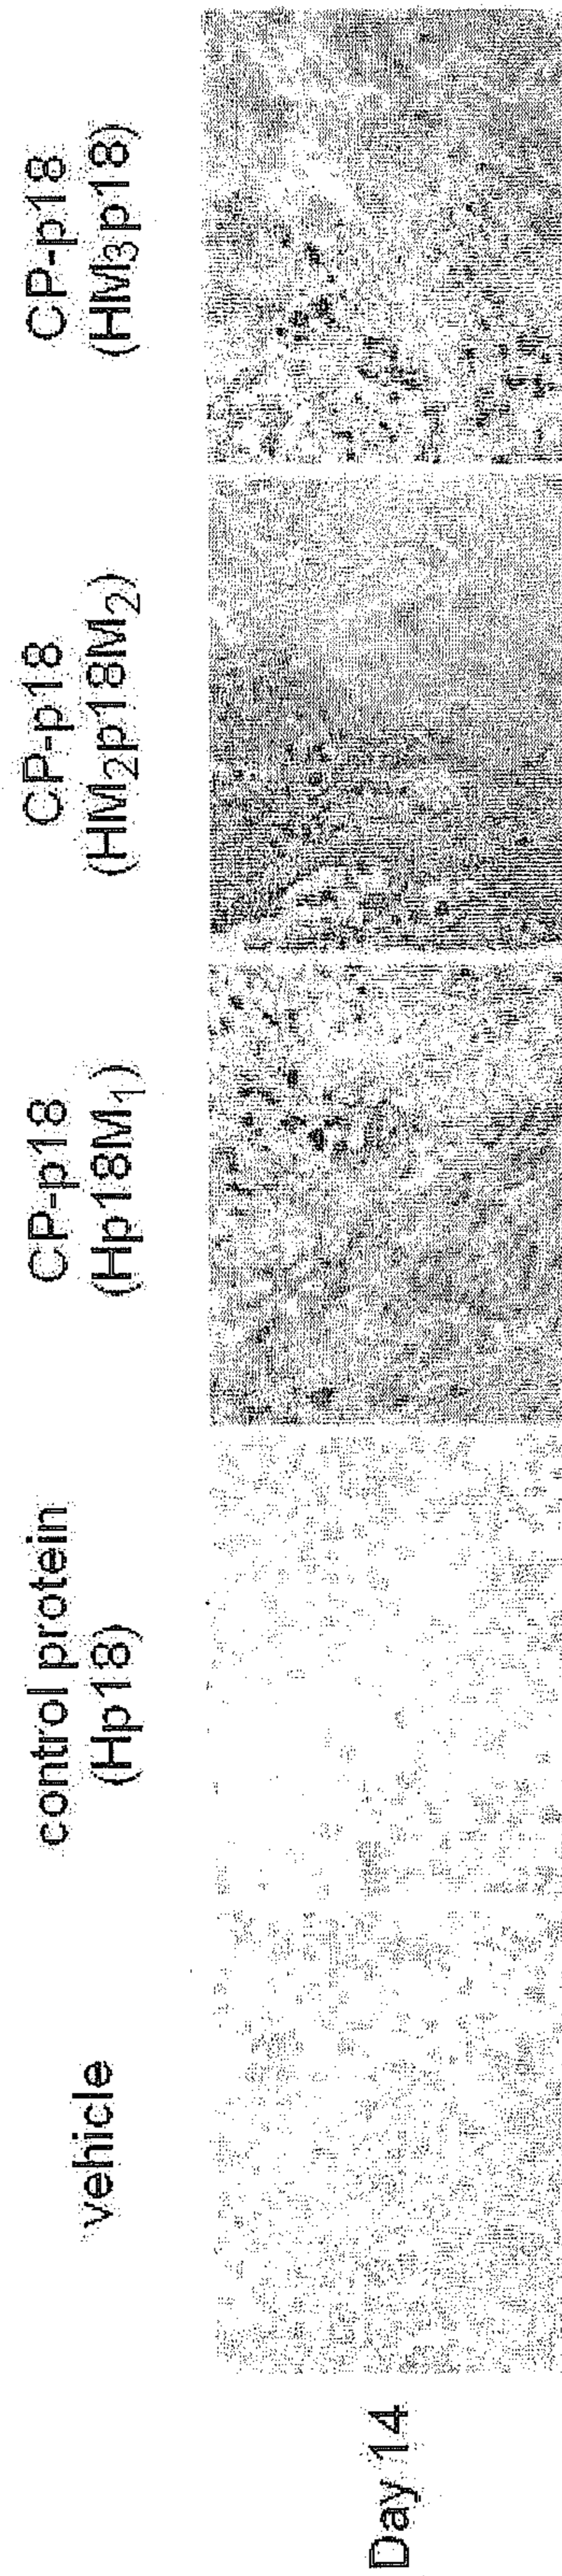 vehicle
control protein
(Hp18)
CP-p18
(Hp18M₁)
CP-p18
(HM₂p18M₂)
CP-p18
(HM₃p18)
Day 14